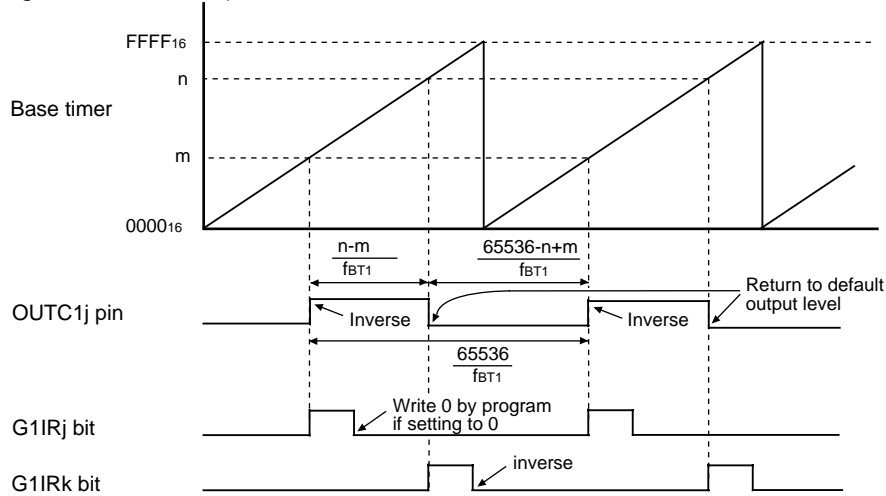 FFFF16
n
Base timer
m
000016
n-m
fBT1
65536-n+m
fBT1
Return to default
output level
OUTC1j pin
Inverse
Inverse
65536
fBT1
Write 0 by program
if setting to 0
G1IRj bit
inverse
G1IRk bit